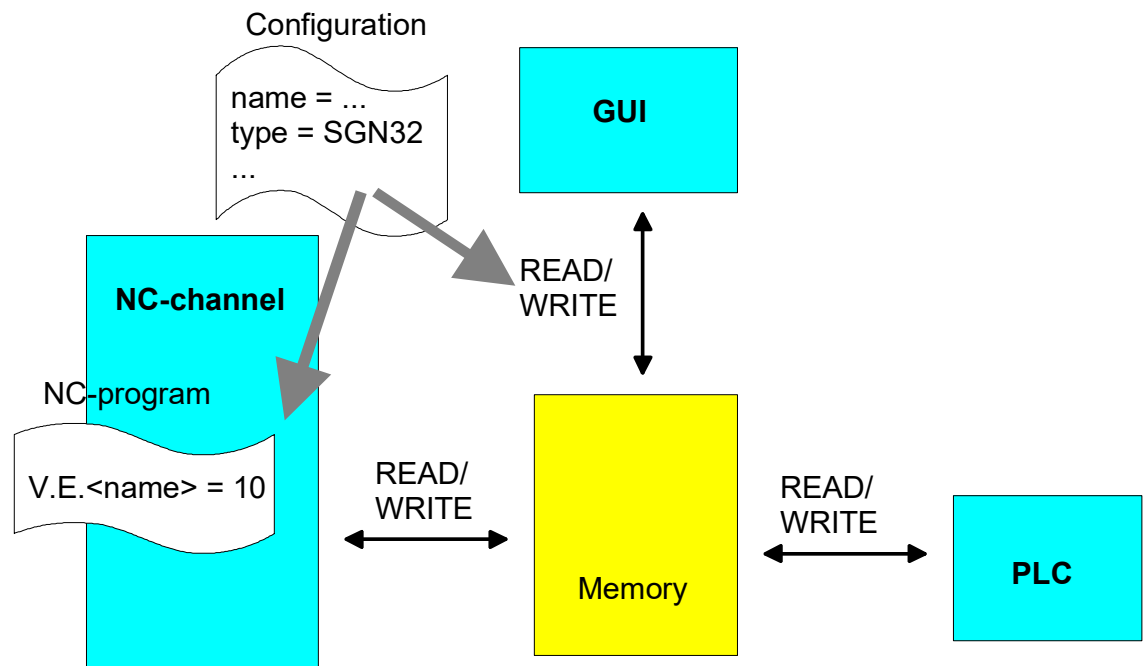 Configuration
name = ...
type = SGN32
...
GUI
READ/
WRITE
NC-channel
NC-program
V.E.<name> = 10
READ/
WRITE
Memory
READ/
WRITE
PLC